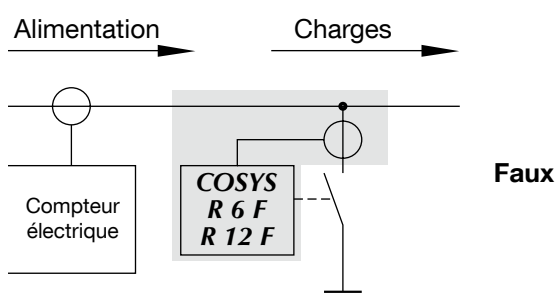 Alimentation
Charges
Faux
COSYS
R 6 F
R 12 F
Compteur
électrique